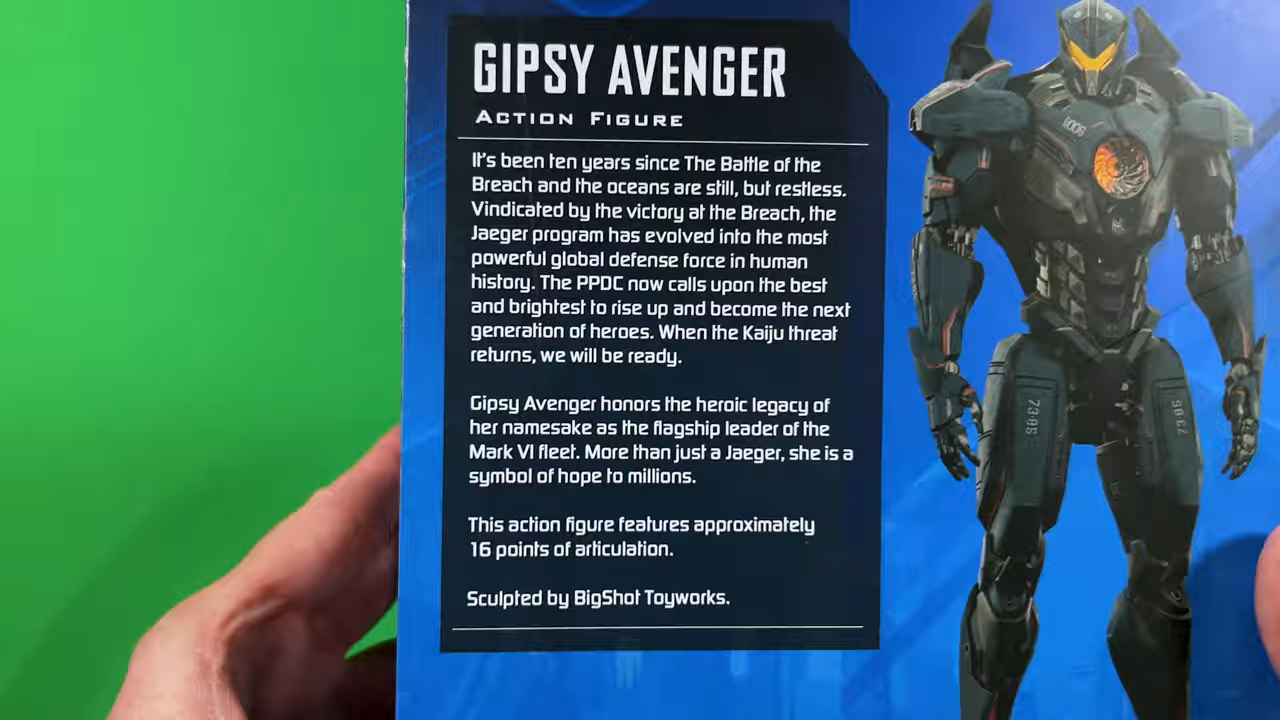 GIPSY AVENGER
ACTION FIGURE
It's been ten years since The Battle of the
Breach and the oceans are still, but restless.
Vindicated by the victory at the Breach, the
Jaeger program has evolved into the most
powerful global defense force in human
history. The PPDC now calls upon the best
and brightest to rise up and become the next
generation of heroes. When the Kaiju threat
returns, we will be ready.
Gipsy Avenger honors the heroic legacy of
her namesake as the flagship leader of the
Mark VI fleet. More than just a Jaeger, she is a
symbol of hope to millions.
This action figure features approximately
16 points of articulation.
Sculpted by BigShot Toyworks.